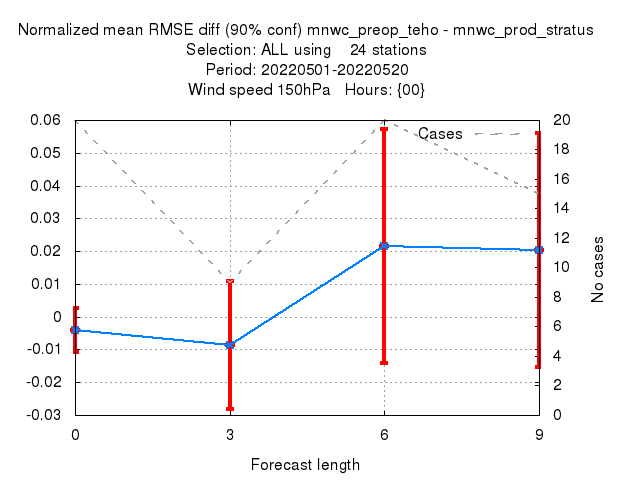 Normalized mean RMSE diff (90% conf) mnwc_preop_teho - mnwc_prod_stratus
Selection: ALL using    24 stations
Period: 20220501-20220520
Wind speed 150hPa   Hours: {00}
Cases
0.06
0.05
0.04
0.03
0.02
0.01
0
-0.01
-0.02
-0.03
20
18
16
14
12
10
8
6
4
2
0
No cases
0 3 6 9
Forecast length